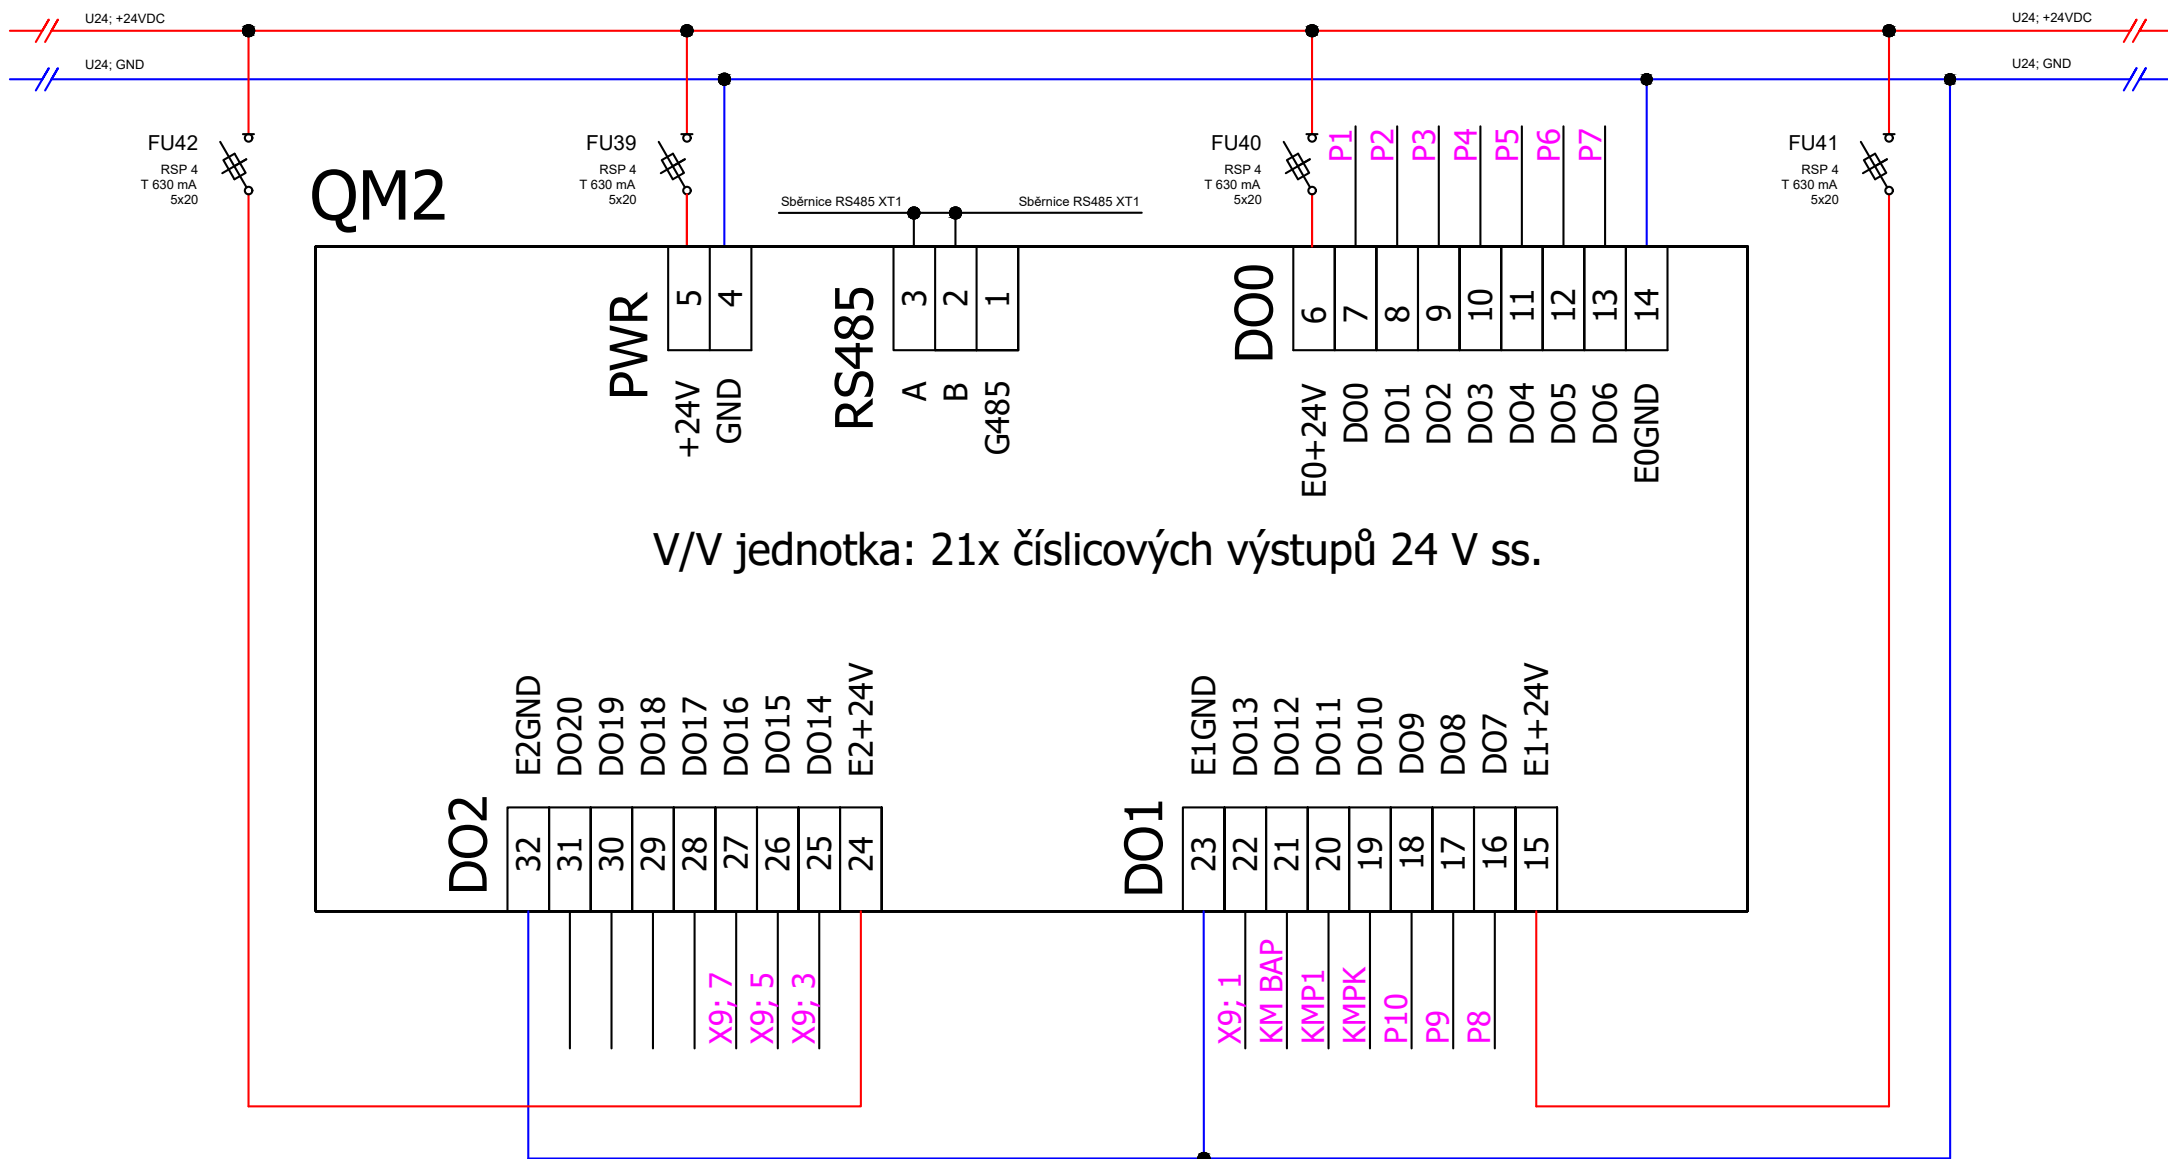 U24; +24VDC
U24; +24VDC
U24; GND
U24; GND
FU42
RSP 4
T 630 mA
5x20
FU39
RSP 4
T 630 mA
5x20
FU40
RSP 4
T 630 mA
5x20
FU41
RSP 4
T 630 mA
5x20
P1
P2
P3
P4
P5
P6
P7
QM2
Sběrnice RS485 XT1
Sběrnice RS485 XT1
PWR
5
4
+24V
GND
RS485
3
2
1
A
B
G485
DO0
6
7
8
9
10
11
12
13
14
E0+24V
DO0
DO1
DO2
DO3
DO4
DO5
DO6
E0GND
V/V jednotka: 21x číslicových výstupů 24 V ss.
E2GND
DO20
DO19
DO18
DO17
DO16
DO15
DO14
E2+24V
DO2
32
31
30
29
28
27
26
25
24
X9; 7
X9; 5
X9; 3
E1GND
DO13
DO12
DO11
DO10
DO9
DO8
DO7
E1+24V
DO1
23
22
21
20
19
18
17
16
15
X9; 1
KM BAP
KMP1
KMPK
P10
P9
P8